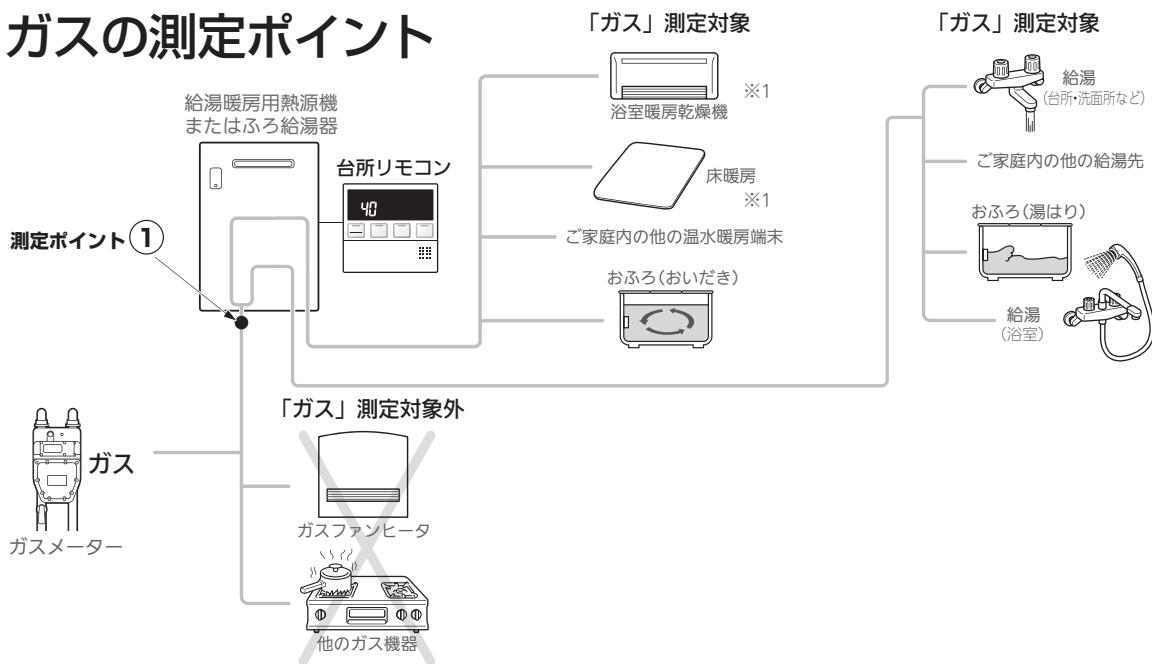 ガスの測定ポイント
給湯暖房用熱源機
またはふろ給湯器
台所リモコン
40
測定ポイント①
ガス
ガスメーター
「ガス」測定対象
浴室暖房乾燥機
※1
床暖房
※1
ご家庭内の他の温水暖房端末
おふろ(おいだき)
「ガス」測定対象
給湯
(台所・洗面所など)
ご家庭内の他の給湯先
おふろ(湯はり)
給湯
(浴室)
「ガス」測定対象外
ガスファンヒータ
他のガス機器